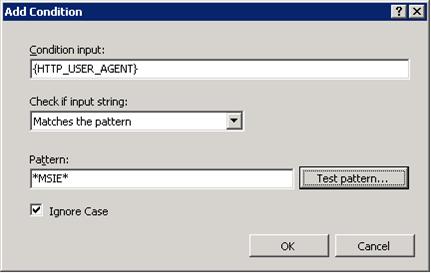 Add Condition
Condition input:
{HTTP_USER_AGENT}
Check if input string:
Matches the pattern
Pattern:
*MSIE*
Test pattern...
Ignore Case
OK
Cancel